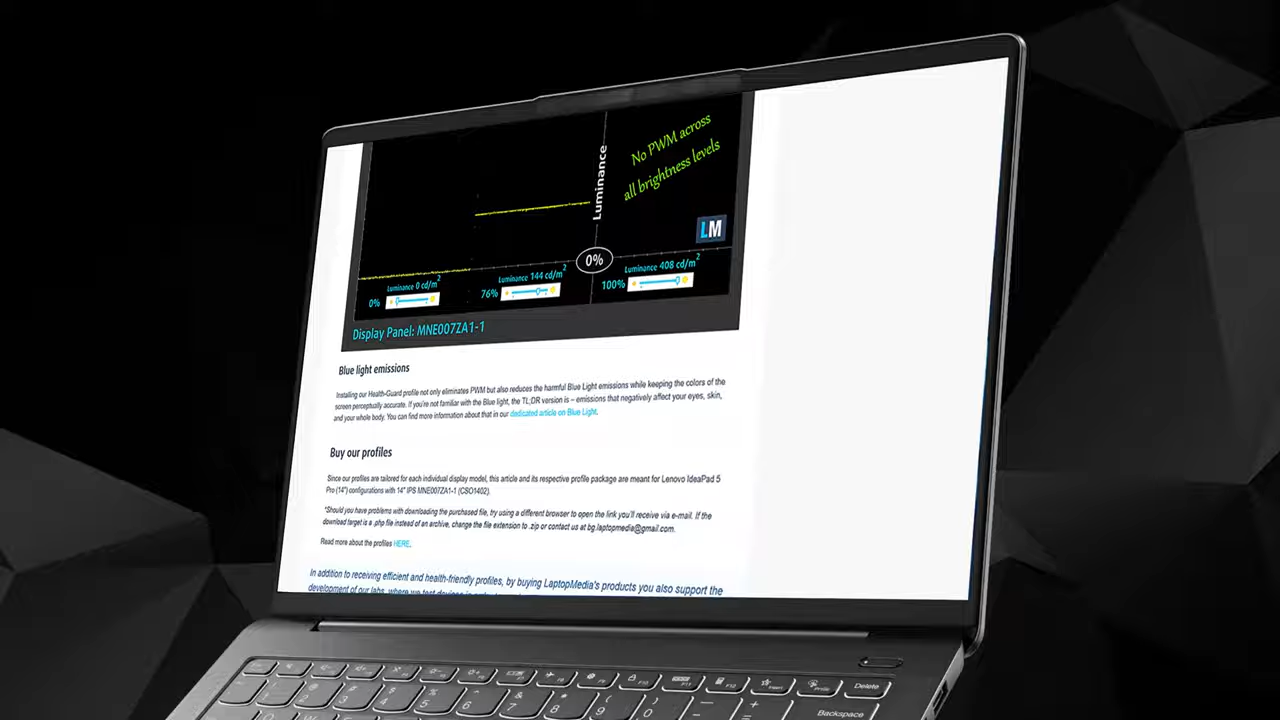 No PWM across
all brightness levels
Luminance
LM
0%
Luminance 0 cd/m²
0%
Luminance 144 cd/m²
76%
Luminance 408 cd/m²
100%
Display Panel: MNE007ZA1-1
Blue light emissions
Installing our Health-Guard profile not only eliminates PWM but also reduces the harmful Blue Light emissions while keeping the colors of the
screen perceptually accurate. If you're not familiar with the Blue light, the TL;DR version is – emissions that negatively affect your eyes, skin,
and your whole body. You can find more information about that in our dedicated article on Blue Light.
Buy our profiles
Since our profiles are tailored for each individual display model, this article and its respective profile package are meant for Lenovo IdeaPad 5
Pro (14") configurations with 14" IPS MNE007ZA1-1 (CSO1402).
*Should you have problems with downloading the purchased file, try using a different browser to open the link you'll receive via e-mail. If the
download target is a .php file instead of an archive, change the file extension to .zip or contact us at bg.laptopmedia@gmail.com.
Read more about the profiles HERE.
In addition to receiving efficient and health-friendly profiles, by buying LaptopMedia's products you also support the
development of our labs, where we test devices
Delete
Backspace